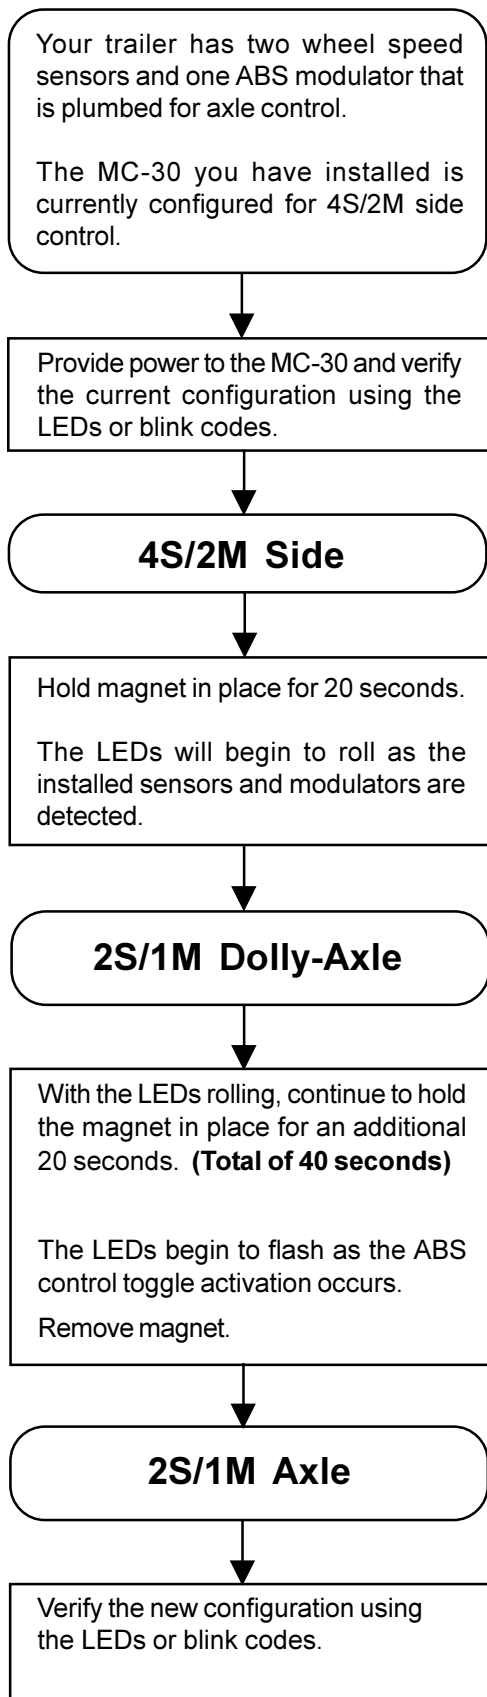 Your trailer has two wheel speed
sensors and one ABS modulator that
is plumbed for axle control.
The MC-30 you have installed is
currently configured for 4S/2M side
control.
Provide power to the MC-30 and verify
the current configuration using the
LEDs or blink codes.
4S/2M Side
Hold magnet in place for 20 seconds.
The LEDs will begin to roll as the
installed sensors and modulators are
detected.
2S/1M Dolly-Axle
With the LEDs rolling, continue to hold
the magnet in place for an additional
20 seconds. (Total of 40 seconds)
The LEDs begin to flash as the ABS
control toggle activation occurs.
Remove magnet.
2S/1M Axle
Verify the new configuration using
the LEDs or blink codes.